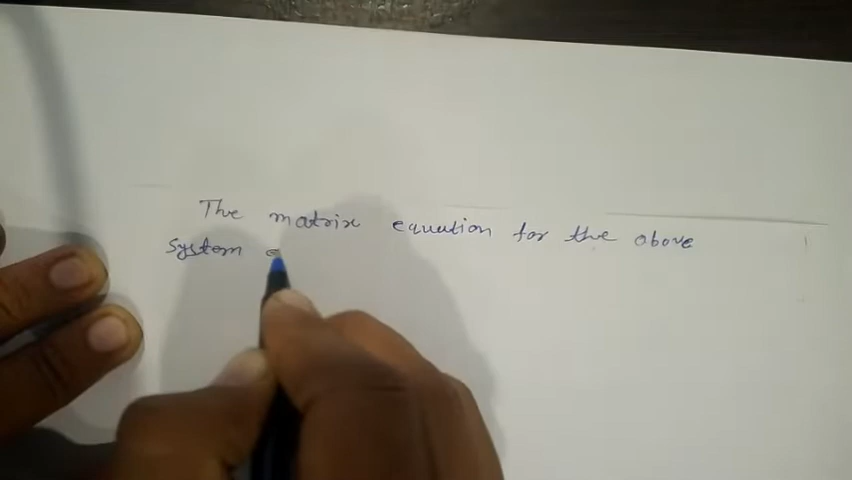 The matrix equation for the above
system